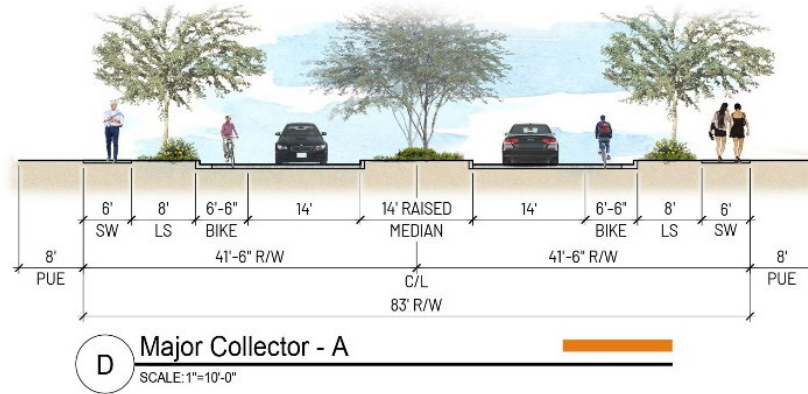 6' 8' 6'-6" 14' 14' RAISED 14' 6'-6" 8' 6'
SW LS BIKE MEDIAN BIKE LS SW
8' 41'-6" R/W 41'-6" R/W 8'
PUE C/L PUE
83' R/W
D Major Collector - A
SCALE: 1"=10'-0"